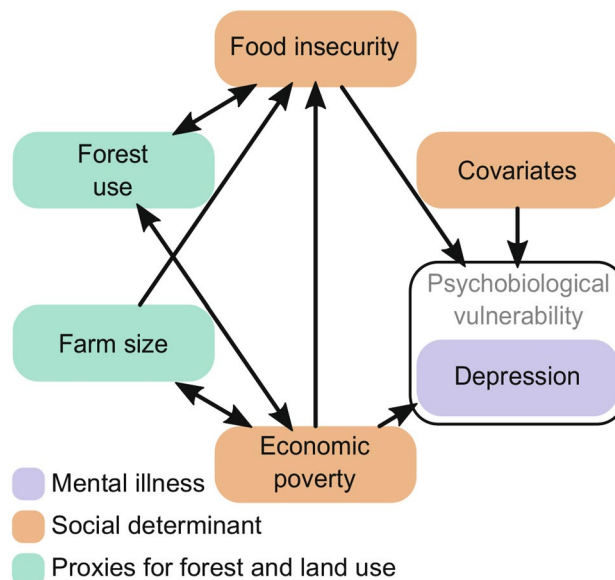 Food insecurity
Forest
use
Covariates
Psychobiological
vulnerability
Farm size
Depression
Economic
poverty
Mental illness
Social determinant
Proxies for forest and land use